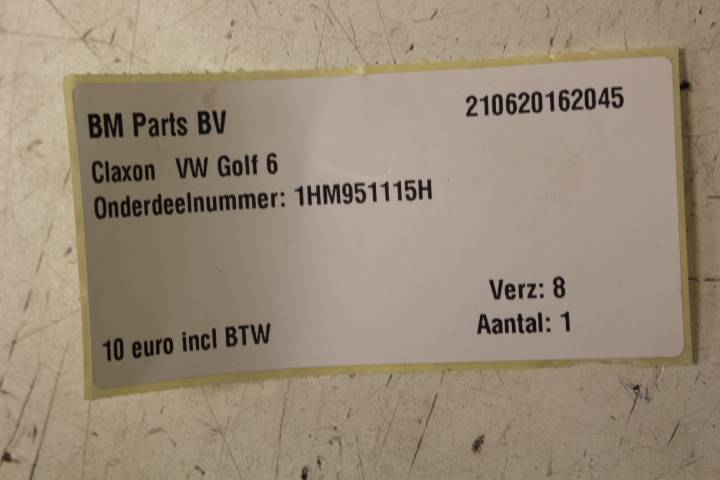 BM Parts BV
210620162045
Claxon VW Golf 6
Onderdeelnummer: 1HM951115H
Verz: 8
Aantal: 1
10 euro incl BTW